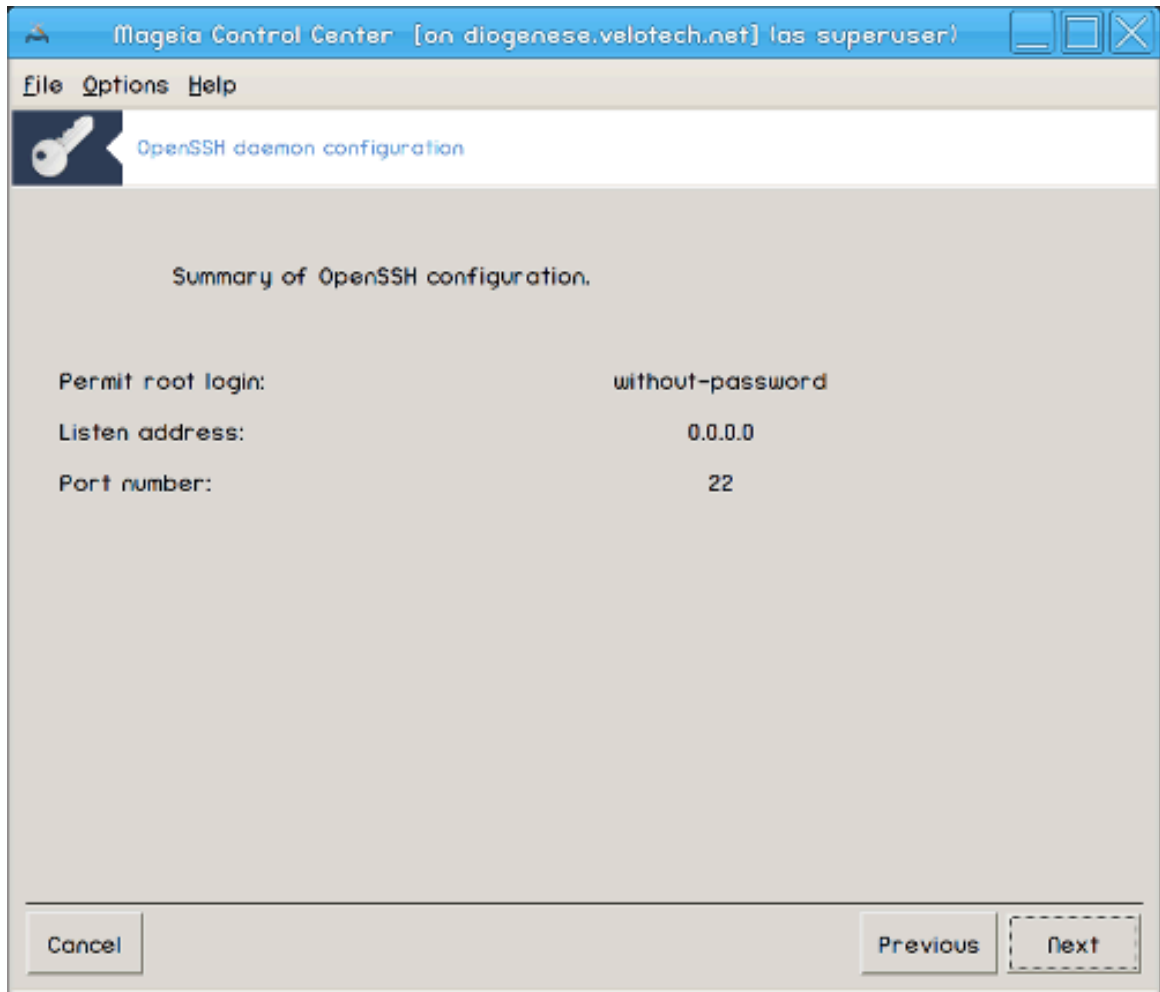 Mageia Control Center [on diogenese.velotech.net] (as superuser)
File Options Help
OpenSSH daemon configuration
Summary of OpenSSH configuration.
Permit root login: without-password
Listen address: 0.0.0.0
Port number: 22
Cancel Previous Next